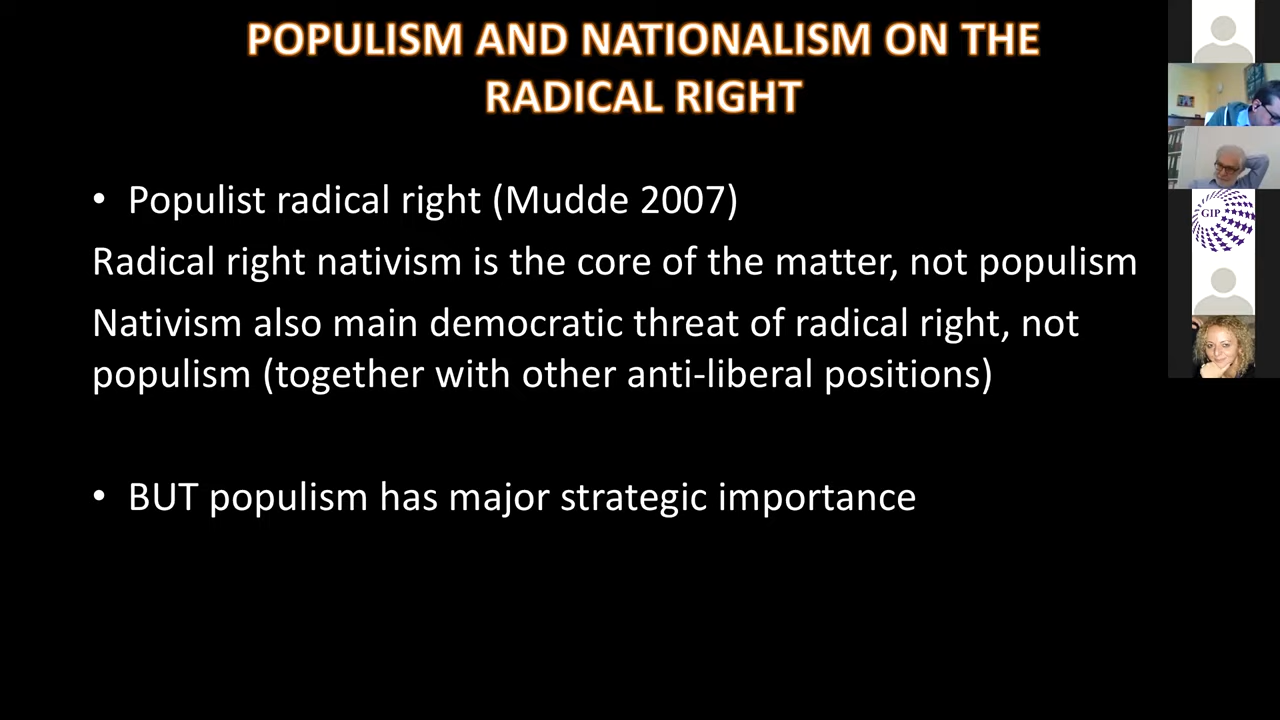 POPULISM AND NATIONALISM ON THE
RADICAL RIGHT
• Populist radical right (Mudde 2007)
Radical right nativism is the core of the matter, not populism
Nativism also main democratic threat of radical right, not
populism (together with other anti-liberal positions)
• BUT populism has major strategic importance
GIP